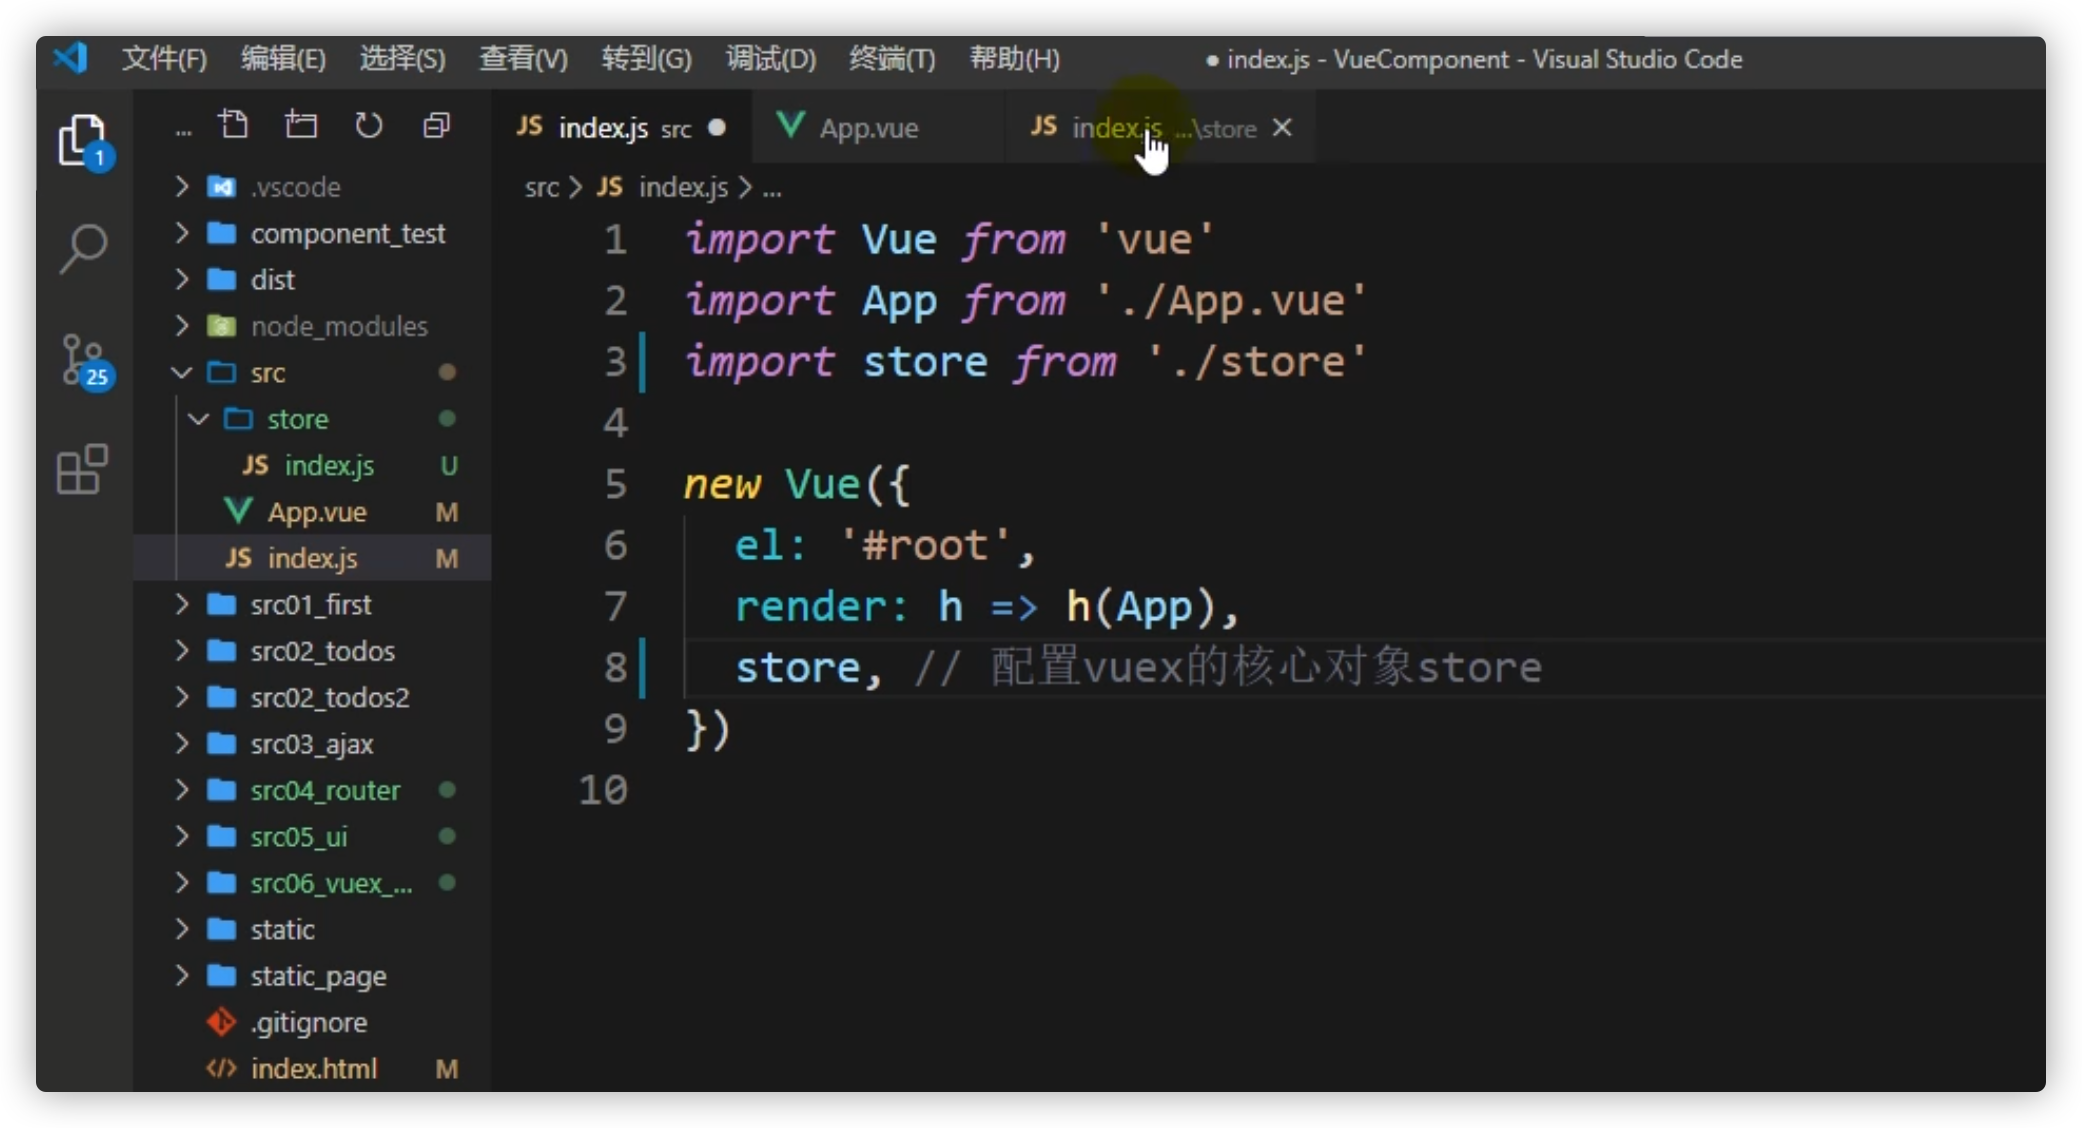 文件(F) 编辑(E) 选择(S) 查看(V) 转到(G) 调试(D) 终端(T) 帮助(H) ● index.js - VueComponent - Visual Studio Code
... JS index.js src ● App.vue JS index.js ...\store ×
1
25
.vscode
component_test
dist
node_modules
src
store
JS index.js U
App.vue M
JS index.js M
src01_first
src02_todos
src02_todos2
src03_ajax
src04_router
src05_ui
src06_vuex_...
static
static_page
.gitignore
</> index.html M
src > JS index.js > ...
1 import Vue from 'vue'
2 import App from './App.vue'
3 import store from './store'
4
5 new Vue({
6 el: '#root',
7 render: h => h(App),
8 store, // 配置vuex的核心对象store
9 })
10